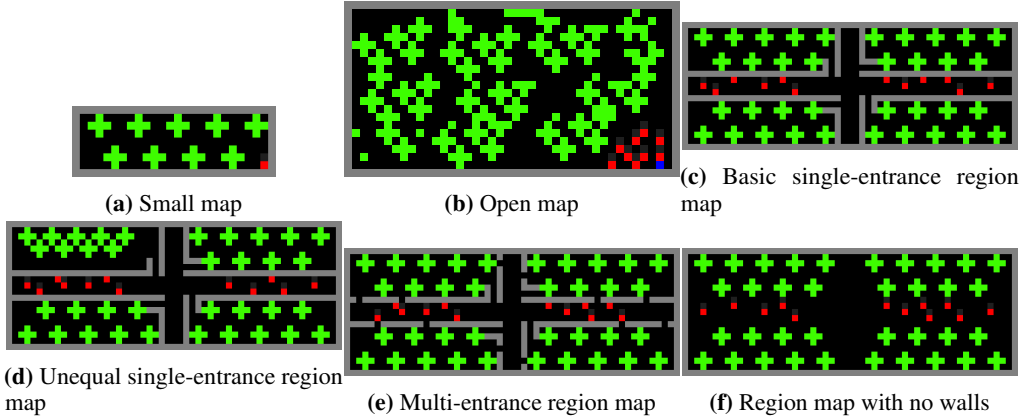 (a) Small map
(b) Open map
(c) Basic single-entrance region
map
(d) Unequal single-entrance region
map
(e) Multi-entrance region map
(f) Region map with no walls